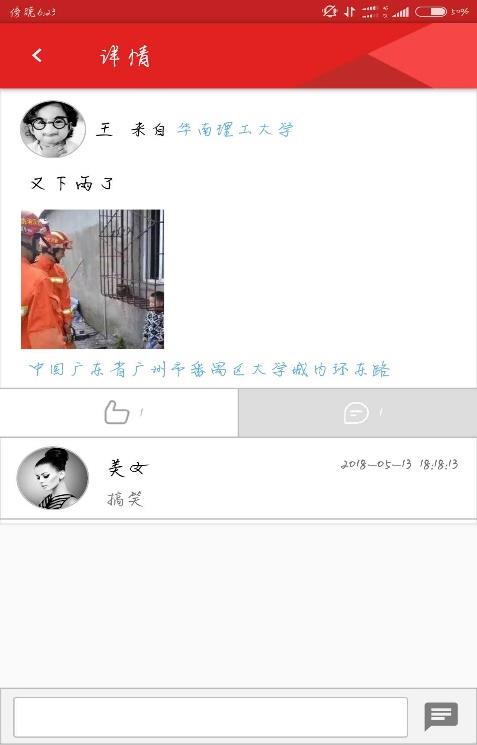 傍晚6:23
50%
详情
王 来自 华南理工大学
又下雨了
中国广东省广州市番禺区大学城内环东路
1
1
美女
2018-05-13 18:18:13
搞笑